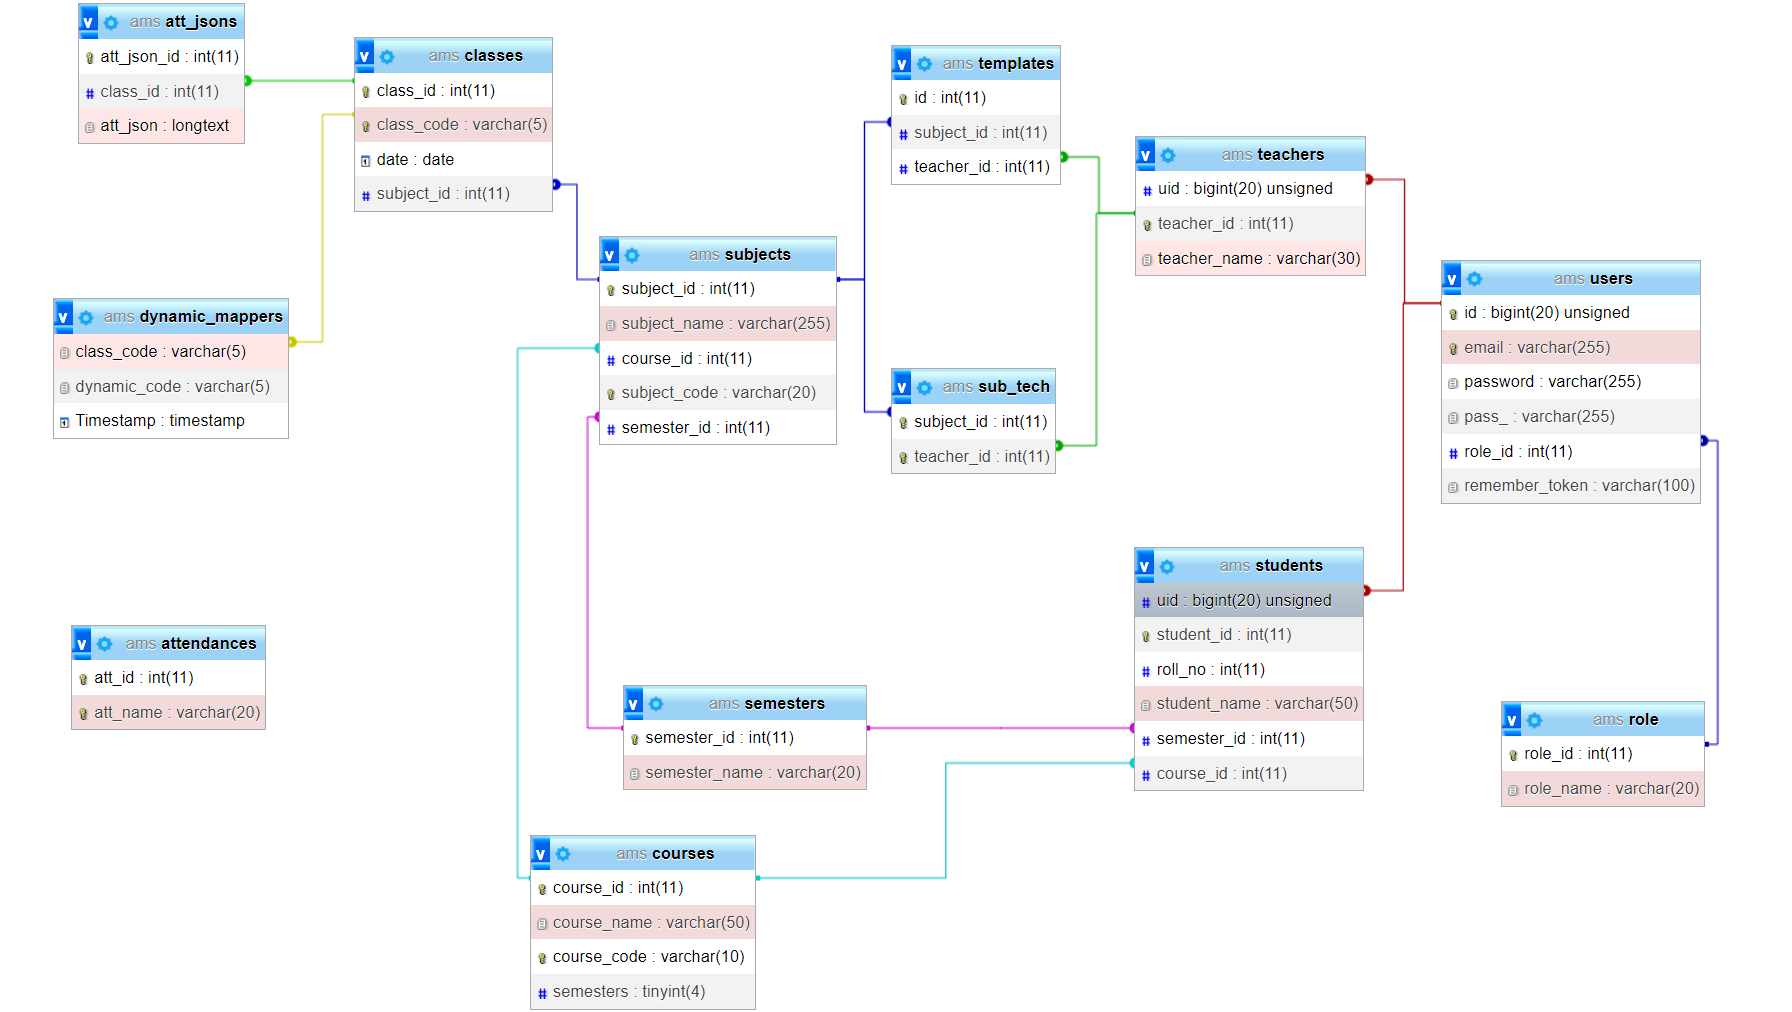 v ams att_jsons
att_json_id : int(11)
# class_id : int(11)
att_json : longtext
v ams classes
class_id : int(11)
class_code : varchar(5)
date : date
# subject_id : int(11)
v ams templates
id : int(11)
# subject_id : int(11)
# teacher_id : int(11)
v ams teachers
# uid : bigint(20) unsigned
teacher_id : int(11)
teacher_name : varchar(30)
v ams subjects
subject_id : int(11)
subject_name : varchar(255)
# course_id : int(11)
subject_code : varchar(20)
# semester_id : int(11)
v ams users
id : bigint(20) unsigned
email : varchar(255)
password : varchar(255)
pass_ : varchar(255)
# role_id : int(11)
remember_token : varchar(100)
v ams dynamic_mappers
class_code : varchar(5)
dynamic_code : varchar(5)
Timestamp : timestamp
v ams sub_tech
subject_id : int(11)
teacher_id : int(11)
v ams students
# uid : bigint(20) unsigned
student_id : int(11)
# roll_no : int(11)
student_name : varchar(50)
# semester_id : int(11)
# course_id : int(11)
v ams attendances
att_id : int(11)
att_name : varchar(20)
v ams semesters
semester_id : int(11)
semester_name : varchar(20)
v ams role
role_id : int(11)
role_name : varchar(20)
v ams courses
course_id : int(11)
course_name : varchar(50)
course_code : varchar(10)
# semesters : tinyint(4)